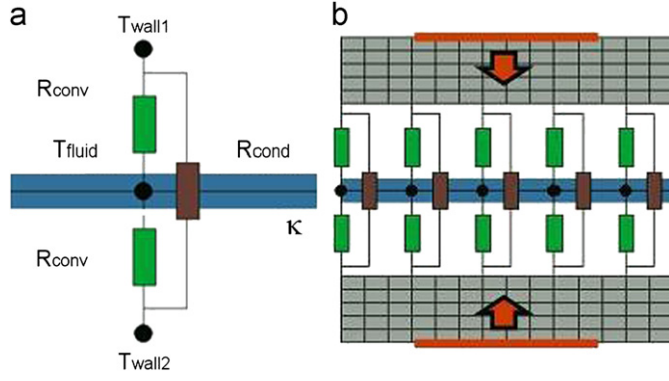 a
b
Twall1
Rconv
Tfluid
Rcond
κ
Rconv
Twall2